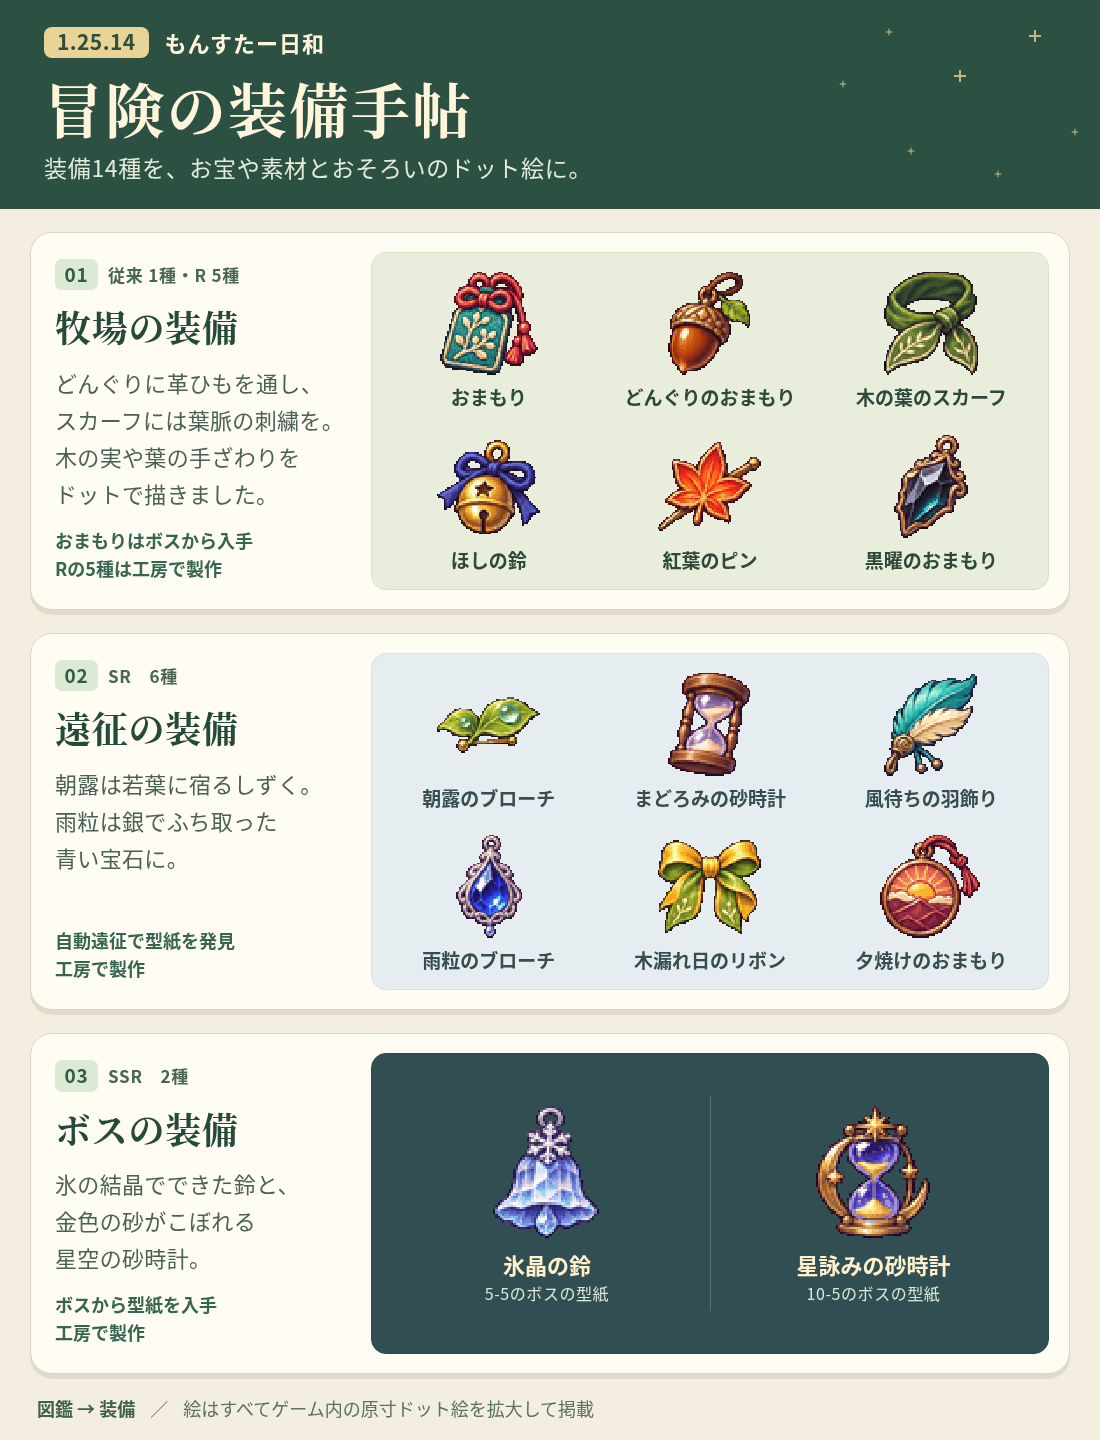 1.25.14 もんすたー日和
冒険の装備手帖
装備14種を、お宝や素材とおそろいのドット絵に。
01 従来 1種・R 5種
牧場の装備
どんぐりに革ひもを通し、
スカーフには葉脈の刺繍を。
木の実や葉の手ざわりを
ドットで描きました。
おまもりはボスから入手
Rの5種は工房で製作
おまもり
どんぐりのおまもり
木の葉のスカーフ
ほしの鈴
紅葉のピン
黒曜のおまもり
02 SR 6種
遠征の装備
朝露は若葉に宿るしずく。
雨粒は銀でふち取った
青い宝石に。
自動遠征で型紙を発見
工房で製作
朝露のブローチ
まどろみの砂時計
風待ちの羽飾り
雨粒のブローチ
木漏れ日のリボン
夕焼けのおまもり
03 SSR 2種
ボスの装備
氷の結晶でできた鈴と、
金色の砂がこぼれる
星空の砂時計。
ボスから型紙を入手
工房で製作
氷晶の鈴
5-5のボスの型紙
星詠みの砂時計
10-5のボスの型紙
図鑑→装備 ／ 絵はすべてゲーム内の原寸ドット絵を拡大して掲載